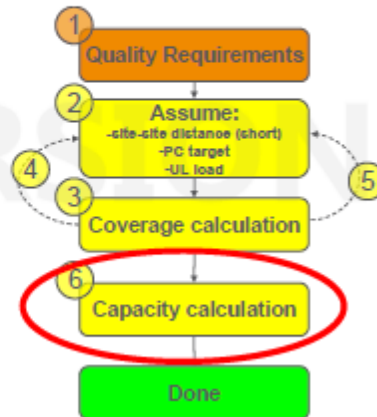 1
Quality Requirements
2
Assume:
-site-site distance (short)
-PC target
-UL load
4
5
3
Coverage calculation
6
Capacity calculation
Done